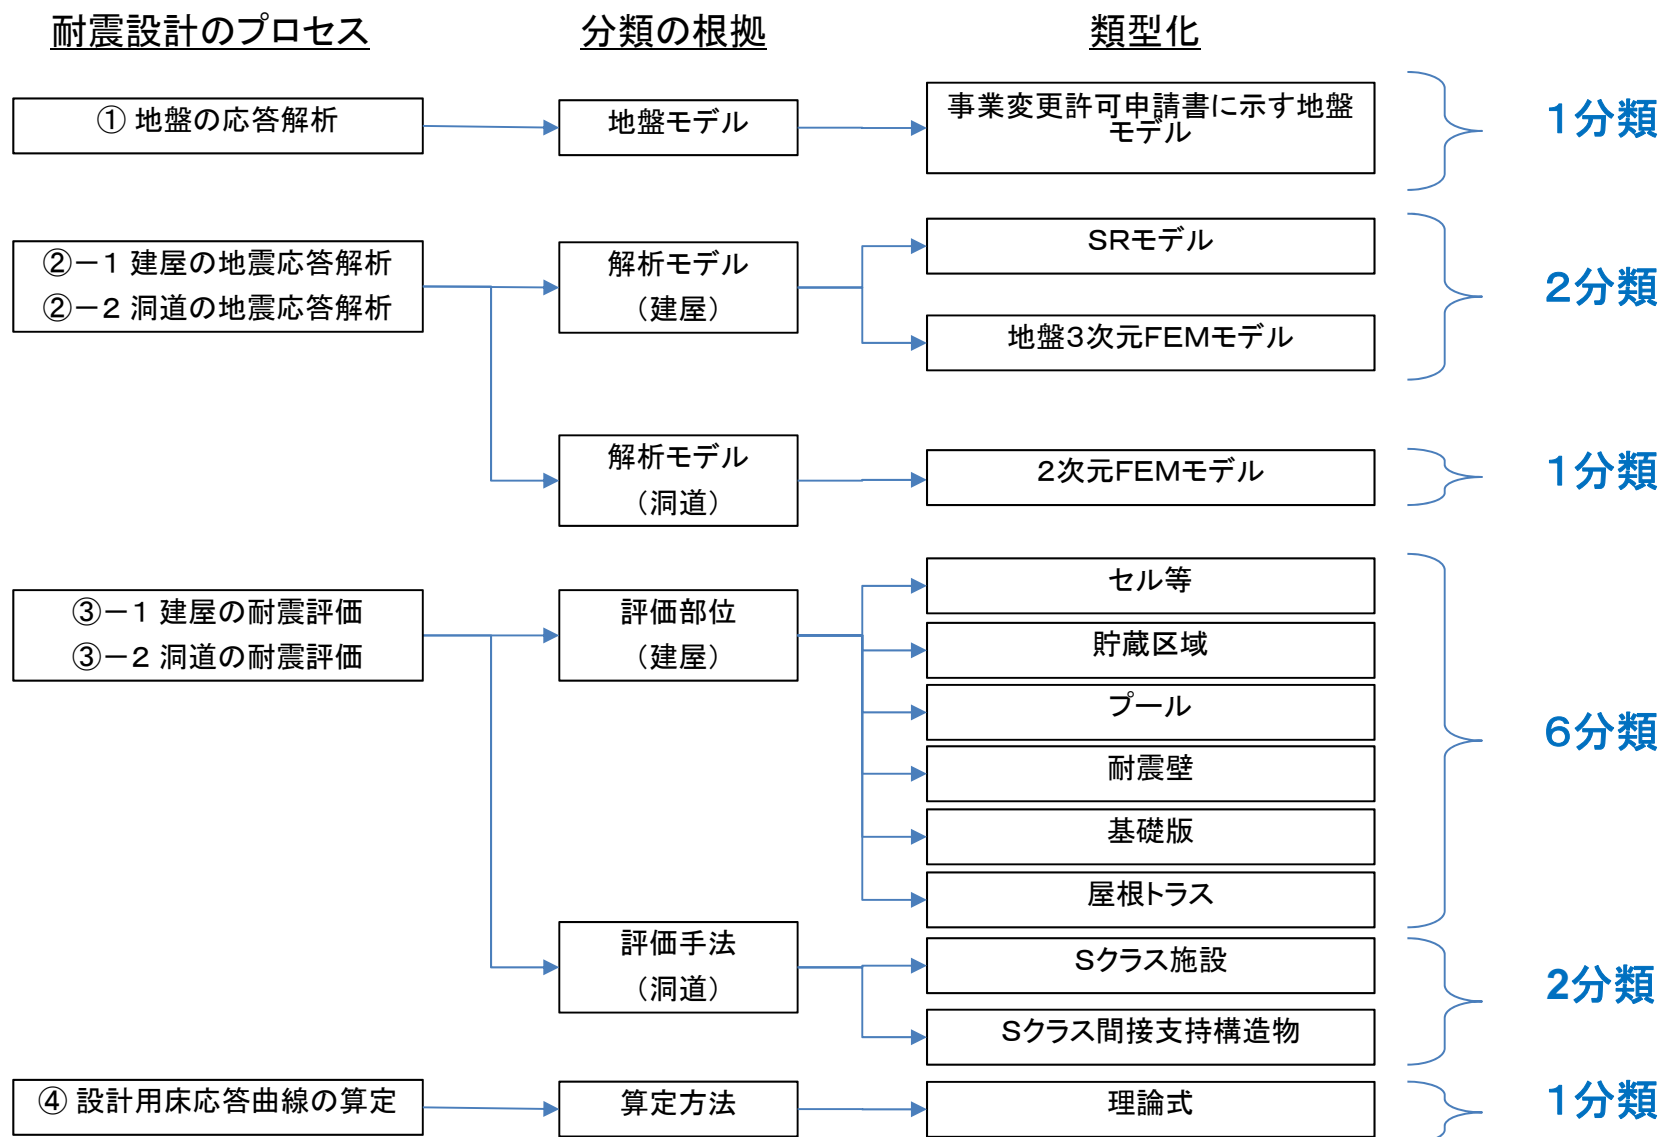 耐震設計のプロセス
分類の根拠
類型化
① 地盤の応答解析
地盤モデル
事業変更許可申請書に示す地盤
モデル
1分類
②－1 建屋の地震応答解析
②－2 洞道の地震応答解析
解析モデル
（建屋）
SRモデル
地盤3次元FEMモデル
2分類
解析モデル
（洞道）
2次元FEMモデル
1分類
③－1 建屋の耐震評価
③－2 洞道の耐震評価
評価部位
（建屋）
セル等
貯蔵区域
プール
耐震壁
基礎版
屋根トラス
6分類
評価手法
（洞道）
Sクラス施設
Sクラス間接支持構造物
2分類
④ 設計用床応答曲線の算定
算定方法
理論式
1分類